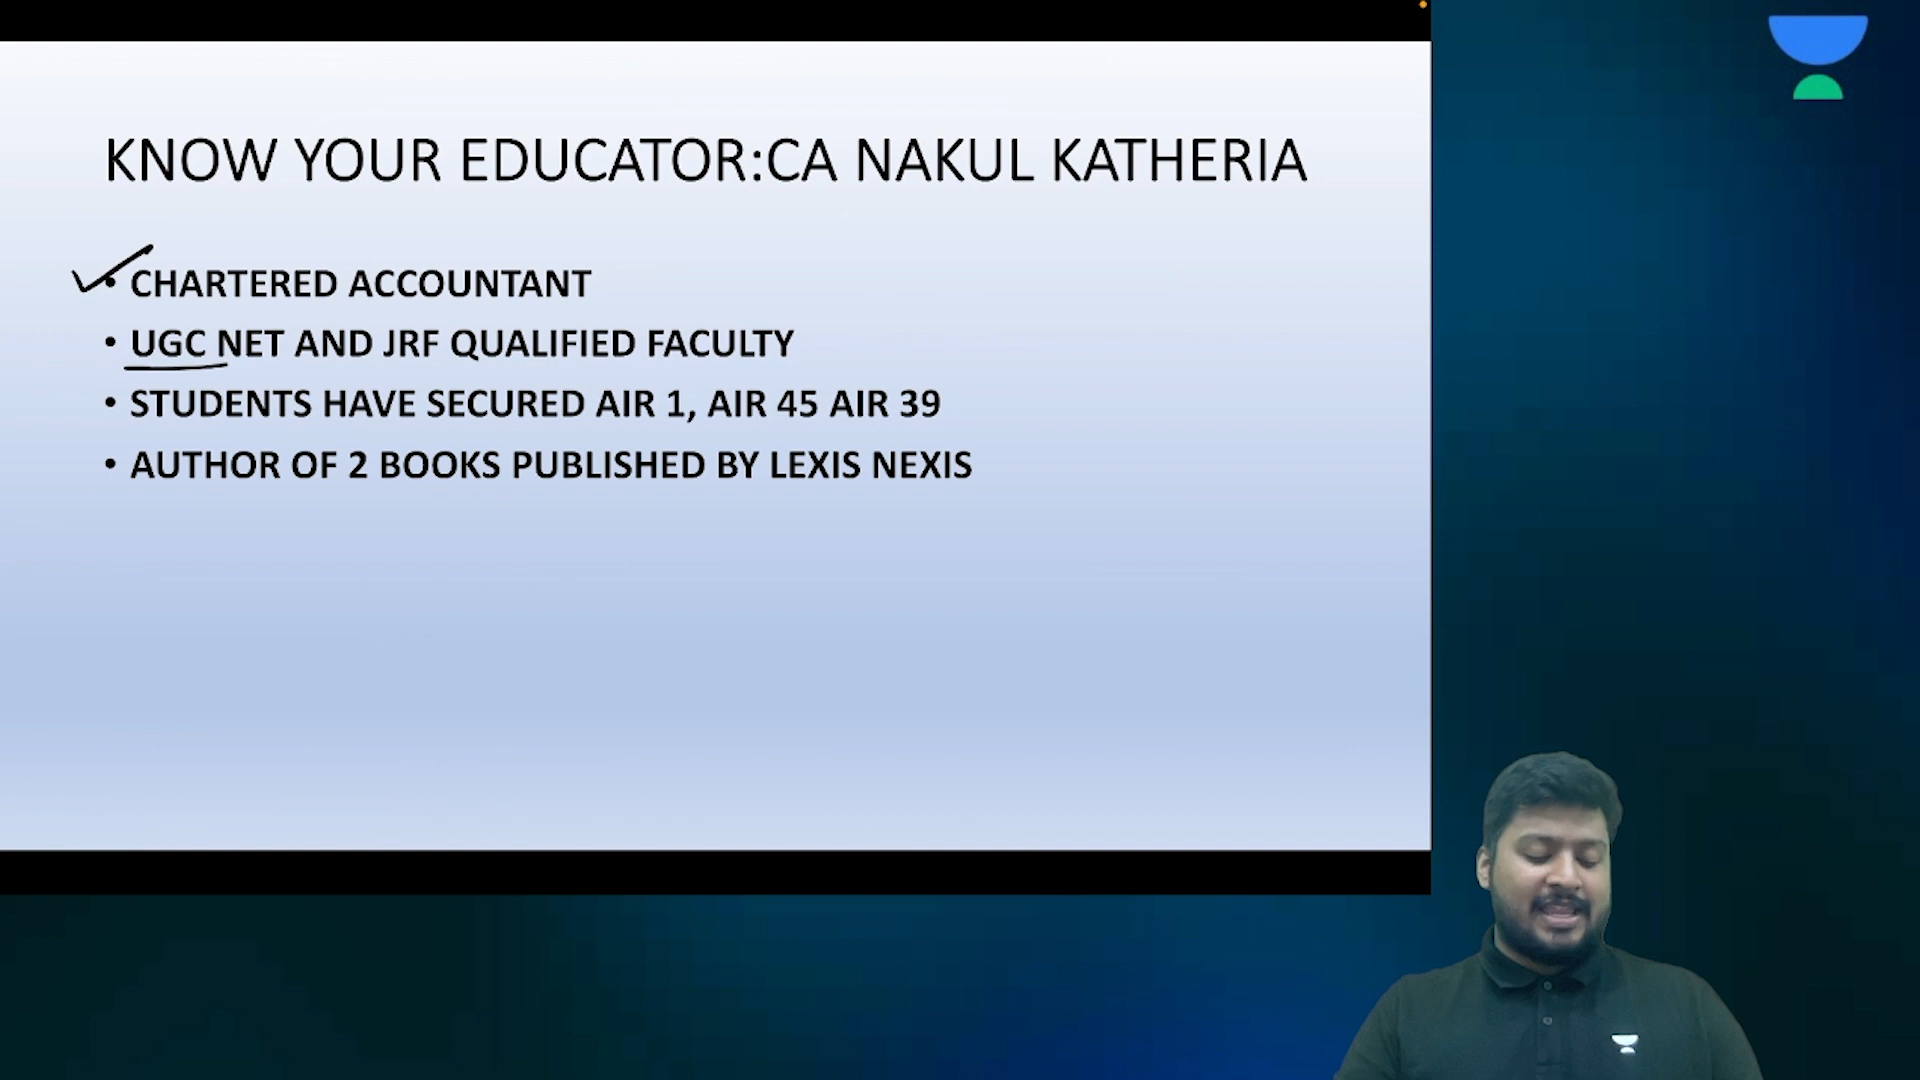 KNOW YOUR EDUCATOR:CA NAKUL KATHERIA
• CHARTERED ACCOUNTANT
• UGC NET AND JRF QUALIFIED FACULTY
• STUDENTS HAVE SECURED AIR 1, AIR 45 AIR 39
• AUTHOR OF 2 BOOKS PUBLISHED BY LEXIS NEXIS